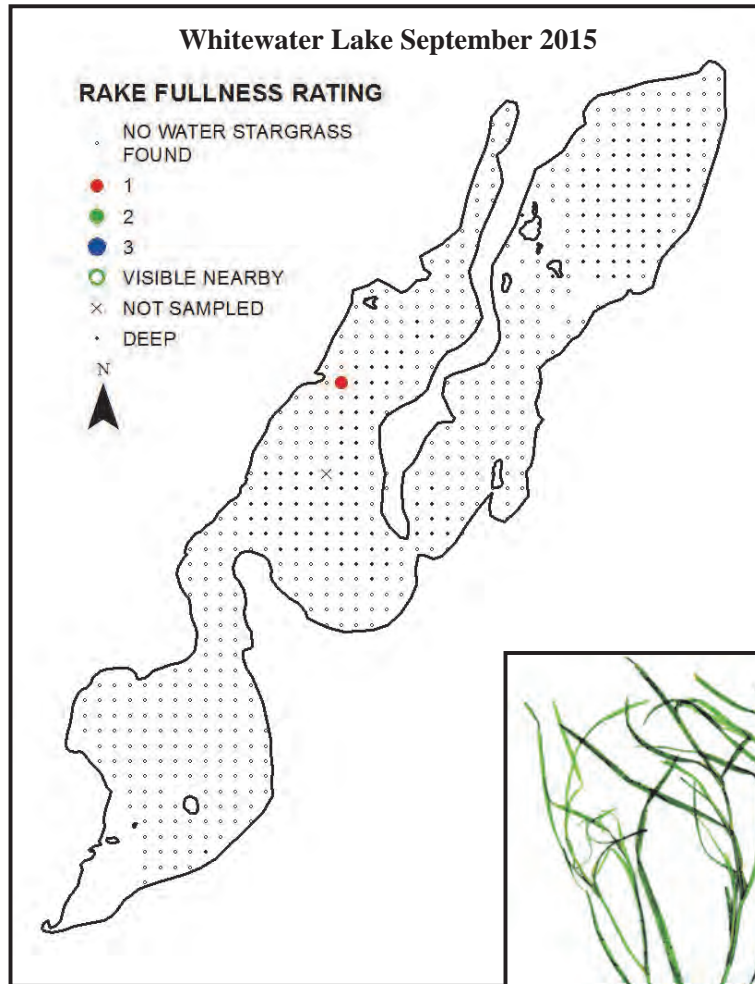 Whitewater Lake September 2015
RAKE FULLNESS RATING
NO WATER STARGRASS
FOUND
1
2
3
VISIBLE NEARBY
NOT SAMPLED
DEEP
N